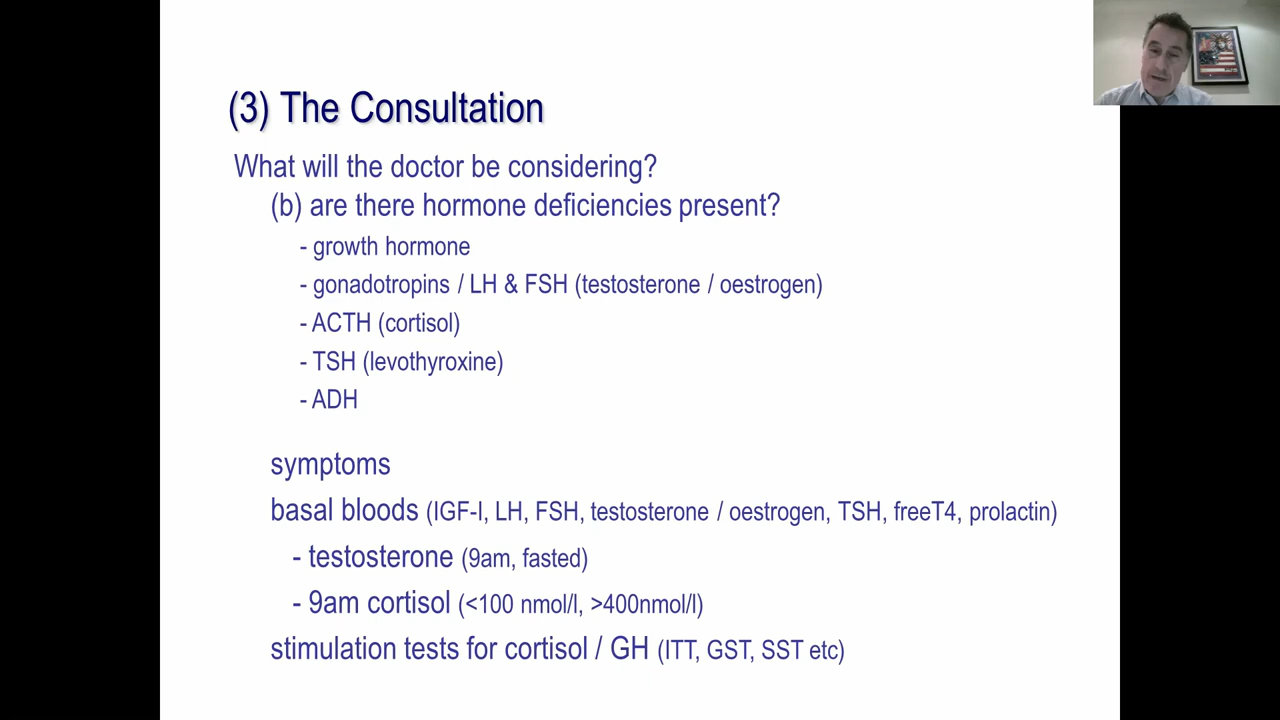 (3) The Consultation
What will the doctor be considering?
(b) are there hormone deficiencies present?
- growth hormone
- gonadotropins / LH & FSH (testosterone / oestrogen)
- ACTH (cortisol)
- TSH (levothyroxine)
- ADH
symptoms
basal bloods (IGF-I, LH, FSH, testosterone / oestrogen, TSH, freeT4, prolactin)
- testosterone (9am, fasted)
- 9am cortisol (<100 nmol/l, >400nmol/l)
stimulation tests for cortisol / GH (ITT, GST, SST etc)